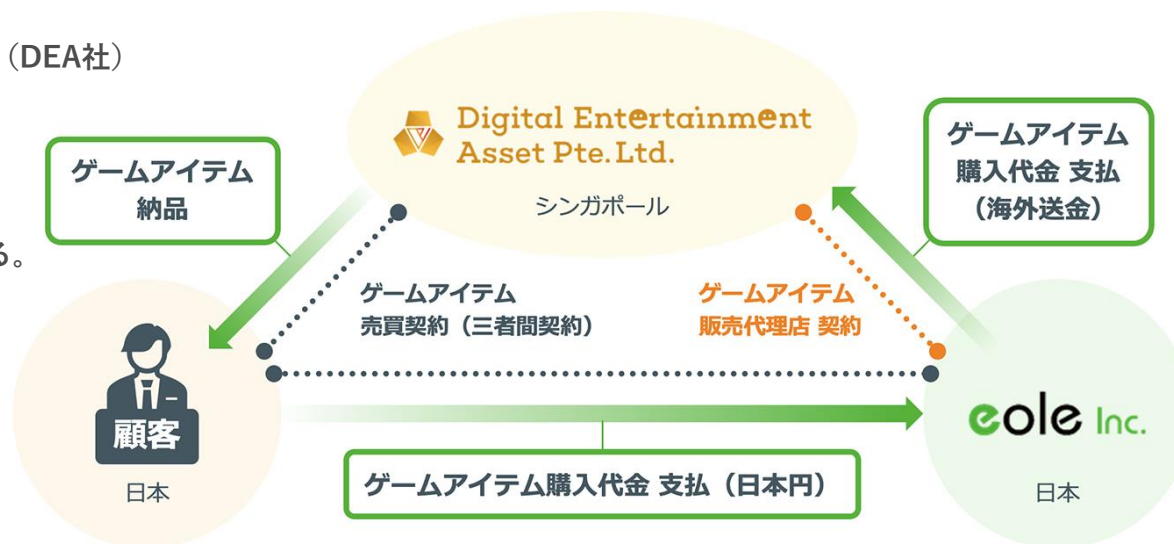 （DEA社）
Digital Entertainment
Asset Pte.Ltd.
シンガポール
ゲームアイテム
納品
ゲームアイテム
購入代金 支払
（海外送金）
る。
ゲームアイテム
売買契約（三者間契約）
ゲームアイテム
販売代理店 契約
顧客
日本
eole Inc.
日本
ゲームアイテム購入代金 支払（日本円）